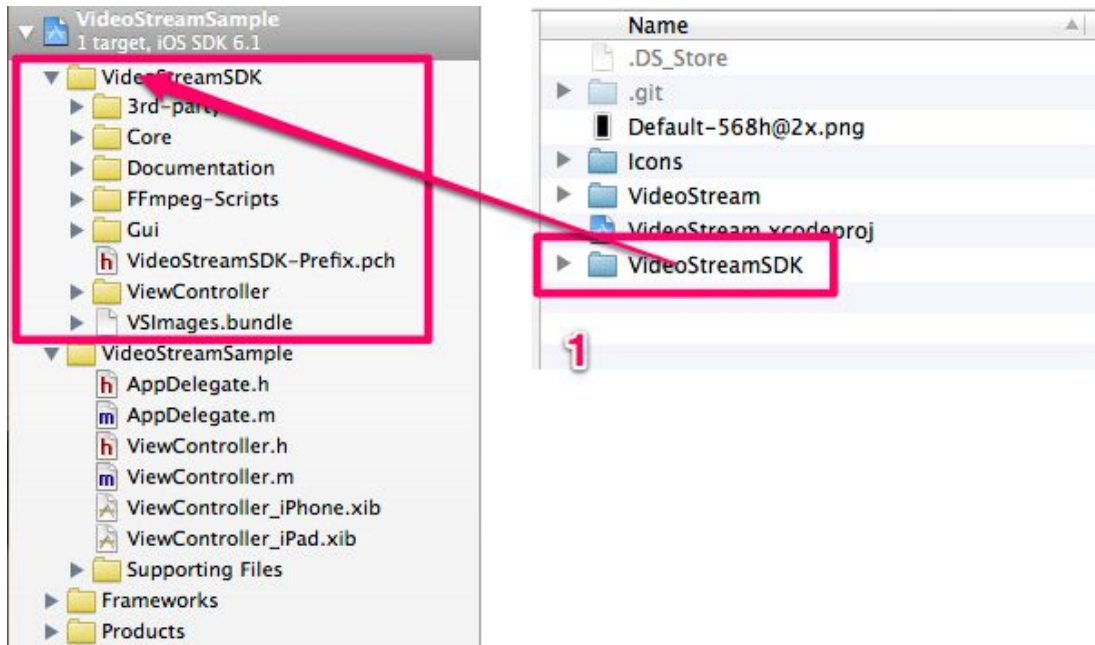 VideoStreamSample
1 target, iOS SDK 6.1
VideoStreamSDK
3rd-party
Core
Documentation
FFmpeg-Scripts
Gui
h VideoStreamSDK-Prefix.pch
ViewController
VSImages.bundle
VideoStreamSample
h AppDelegate.h
m AppDelegate.m
h ViewController.h
m ViewController.m
ViewController_iPhone.xib
ViewController_iPad.xib
Supporting Files
Frameworks
Products
Name
.DS_Store
.git
Default-568h@2x.png
Icons
VideoStream
VideoStream.xcodeproj
VideoStreamSDK
1